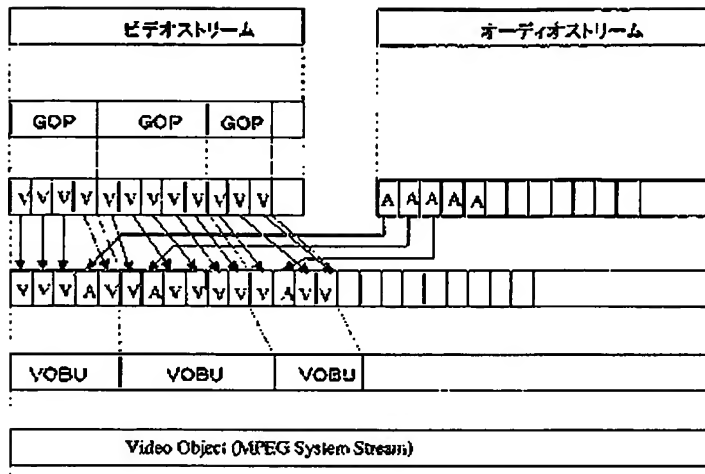 ビデオストリーム
オーディオストリーム
GOP GOP GOP
V V V V V V V V V V V V
A A A A A
V V V A V V A V V V V V A V V
VOBU VOBU VOBU
Video Object (MPEG System Stream)